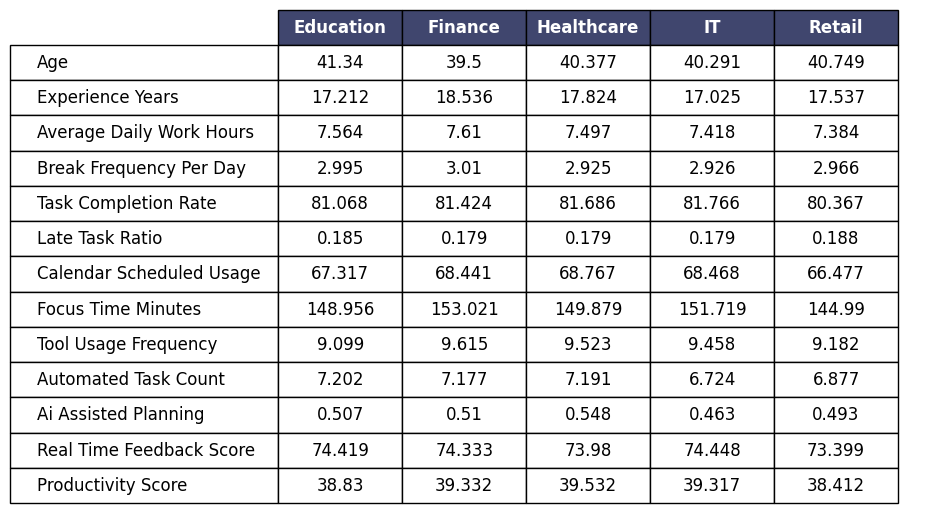 Education Finance Healthcare IT Retail
Age 41.34 39.5 40.377 40.291 40.749
Experience Years 17.212 18.536 17.824 17.025 17.537
Average Daily Work Hours 7.564 7.61 7.497 7.418 7.384
Break Frequency Per Day 2.995 3.01 2.925 2.926 2.966
Task Completion Rate 81.068 81.424 81.686 81.766 80.367
Late Task Ratio 0.185 0.179 0.179 0.179 0.188
Calendar Scheduled Usage 67.317 68.441 68.767 68.468 66.477
Focus Time Minutes 148.956 153.021 149.879 151.719 144.99
Tool Usage Frequency 9.099 9.615 9.523 9.458 9.182
Automated Task Count 7.202 7.177 7.191 6.724 6.877
Ai Assisted Planning 0.507 0.51 0.548 0.463 0.493
Real Time Feedback Score 74.419 74.333 73.98 74.448 73.399
Productivity Score 38.83 39.332 39.532 39.317 38.412